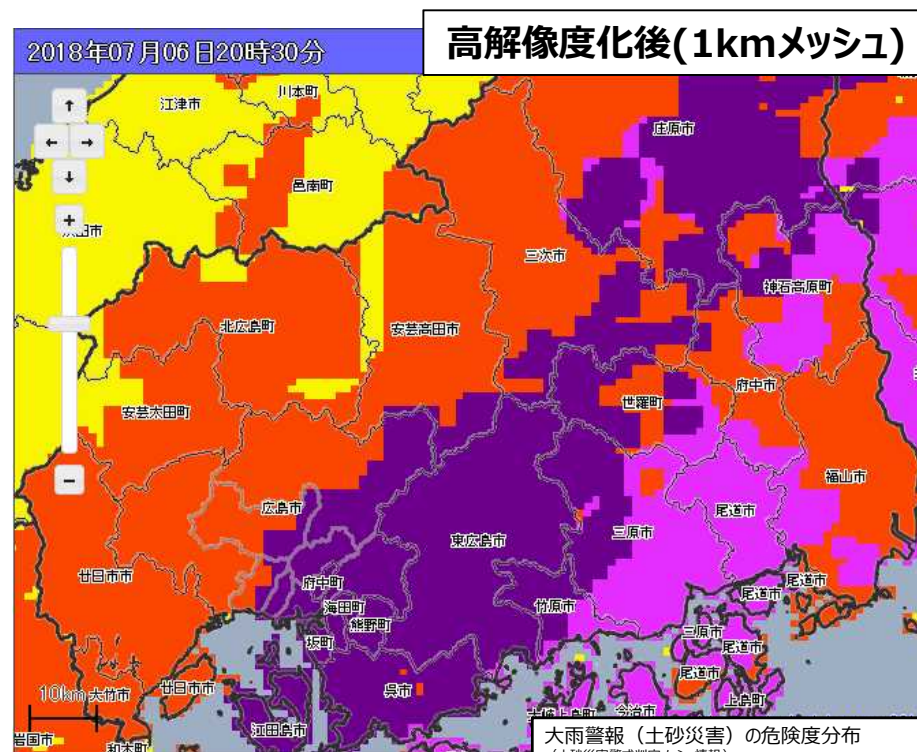 高解像度化後(1kmメッシュ)
2018年07月06日20時30分
川本町
江津市
庄原市
邑南町
三次市
神石高原町
北広島町
安芸高田市
府中市
世羅町
安芸太田町
福山市
広島市
尾道市
三原市
東広島市
廿日市市
府中町
尾道市
海田町
竹原市
尾道市
熊野町
坂町
三原市
尾道市
尾道市
呉市
廿日市市
10km
大竹市
上島町
今治市
江田島市
岩国市
和木町
大雨警報（土砂災害）の危険度分布